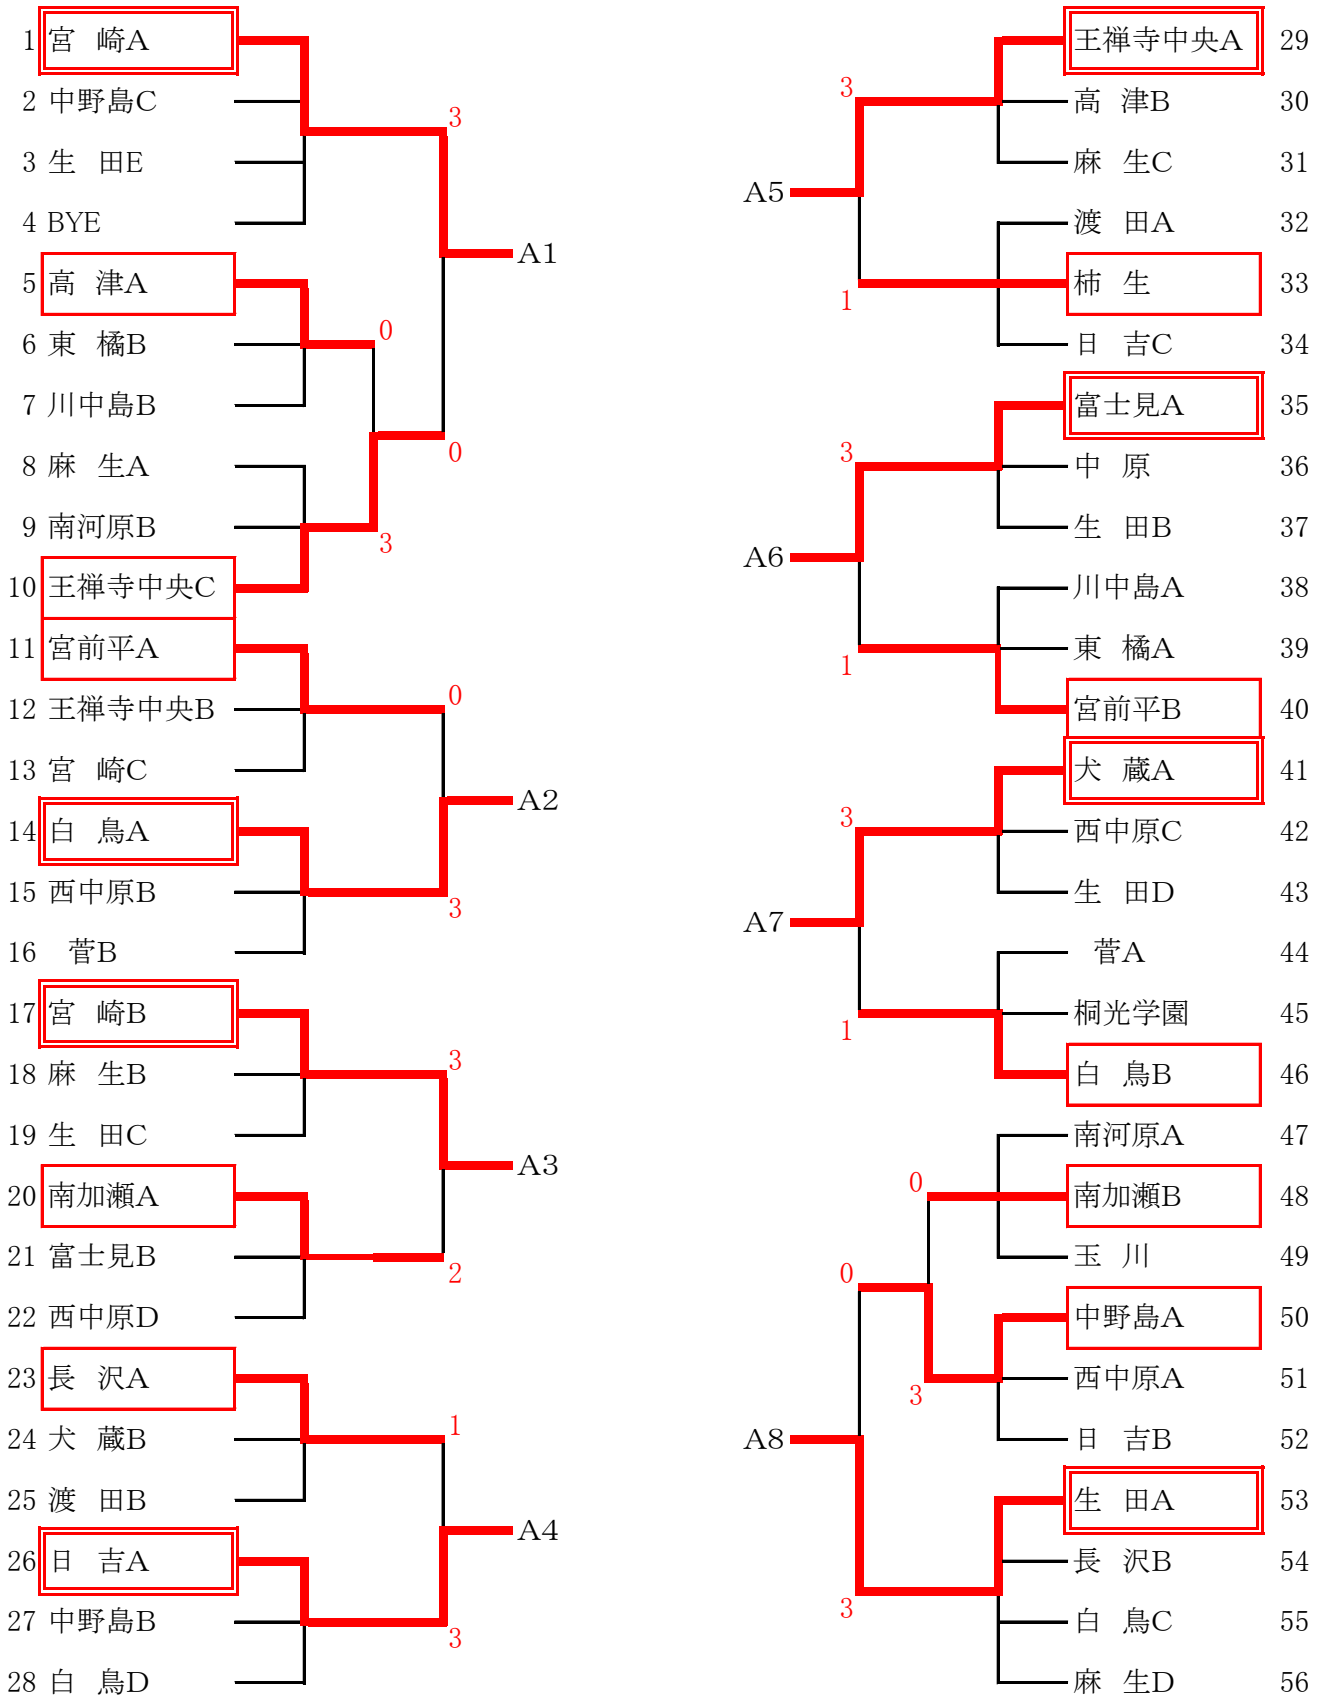 1 宮 崎A
2 中野島C
3 生 田E
4 BYE
5 高 津A
6 東 橘B
7 川中島B
8 麻 生A
9 南河原B
10 王禅寺中央C
11 宮前平A
12 王禅寺中央B
13 宮 崎C
14 白 鳥A
15 西中原B
16 菅B
17 宮 崎B
18 麻 生B
19 生 田C
20 南加瀬A
21 富士見B
22 西中原D
23 長 沢A
24 犬 蔵B
25 渡 田B
26 日 吉A
27 中野島B
28 白 鳥D
3
A1
0
0
3
0
A2
3
3
A3
2
1
A4
3
3
A5
1
3
A6
1
3
A7
1
0
0
3
A8
3
王禅寺中央A 29
高 津B 30
麻 生C 31
渡 田A 32
柿 生 33
日 吉C 34
富士見A 35
中 原 36
生 田B 37
川中島A 38
東 橘A 39
宮前平B 40
犬 蔵A 41
西中原C 42
生 田D 43
菅A 44
桐光学園 45
白 鳥B 46
南河原A 47
南加瀬B 48
玉 川 49
中野島A 50
西中原A 51
日 吉B 52
生 田A 53
長 沢B 54
白 鳥C 55
麻 生D 56